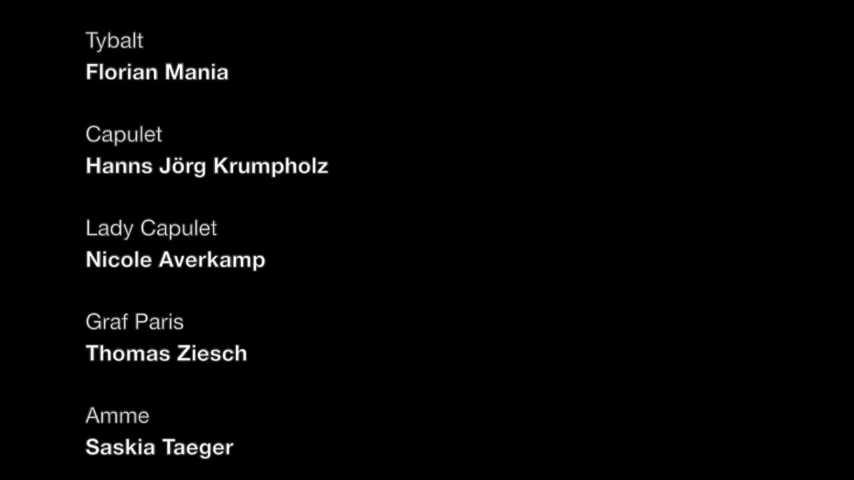 Tybalt
Florian Mania
Capulet
Hanns Jörg Krumpholz
Lady Capulet
Nicole Averkamp
Graf Paris
Thomas Ziesch
Amme
Saskia Taeger